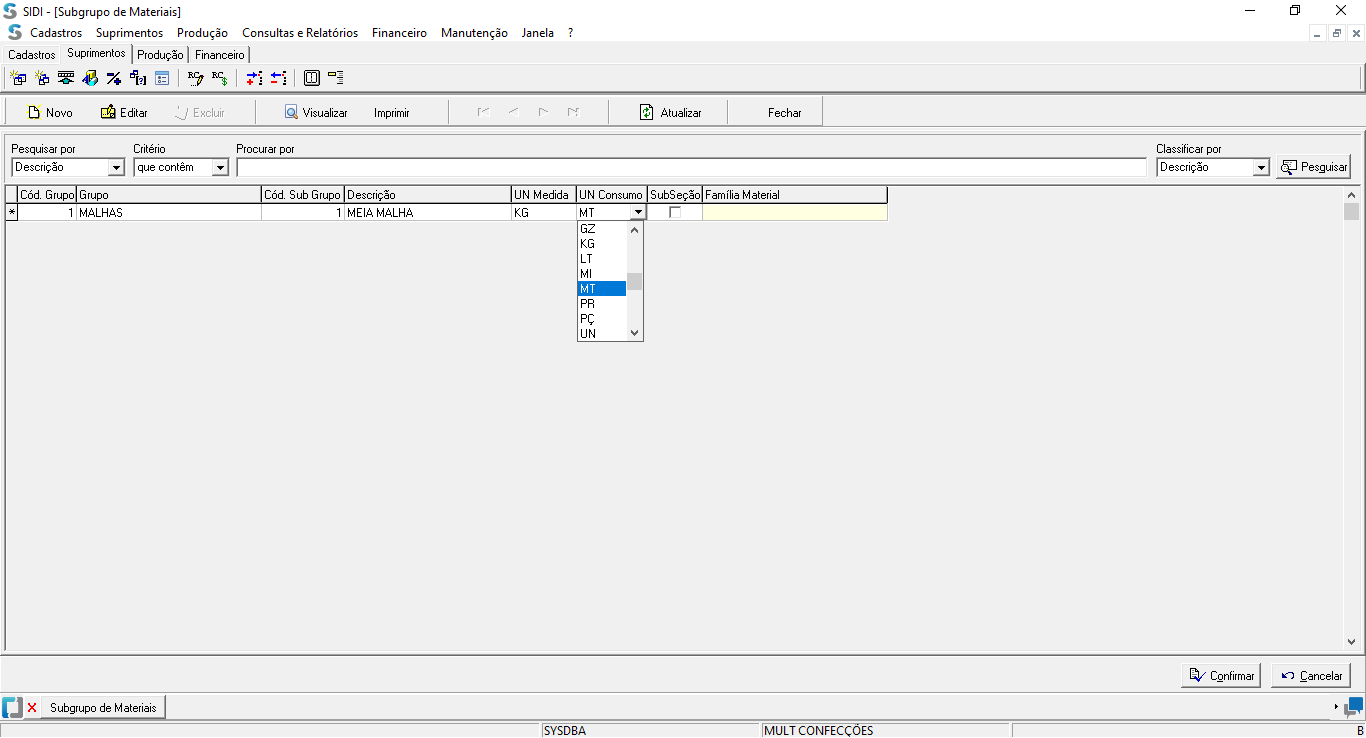 SIDI - [Subgrupo de Materiais]
Cadastros Suprimentos Produção Consultas e Relatórios Financeiro Manutenção Janela ?
Cadastros Suprimentos Produção Financeiro
Novo Editar Excluir Visualizar Imprimir Atualizar Fechar
Pesquisar por Critério Procurar por Classificar por
Descrição que contêm Descrição Pesquisar
Cód. Grupo Grupo Cód. Sub Grupo Descrição UN Medida UN Consumo SubSeção Família Material
* 1 MALHAS 1 MEIA MALHA KG MT
GZ
KG
LT
MI
MT
PR
PÇ
UN
Confirmar Cancelar
Subgrupo de Materiais
SYSDBA MULT CONFECÇÕES B